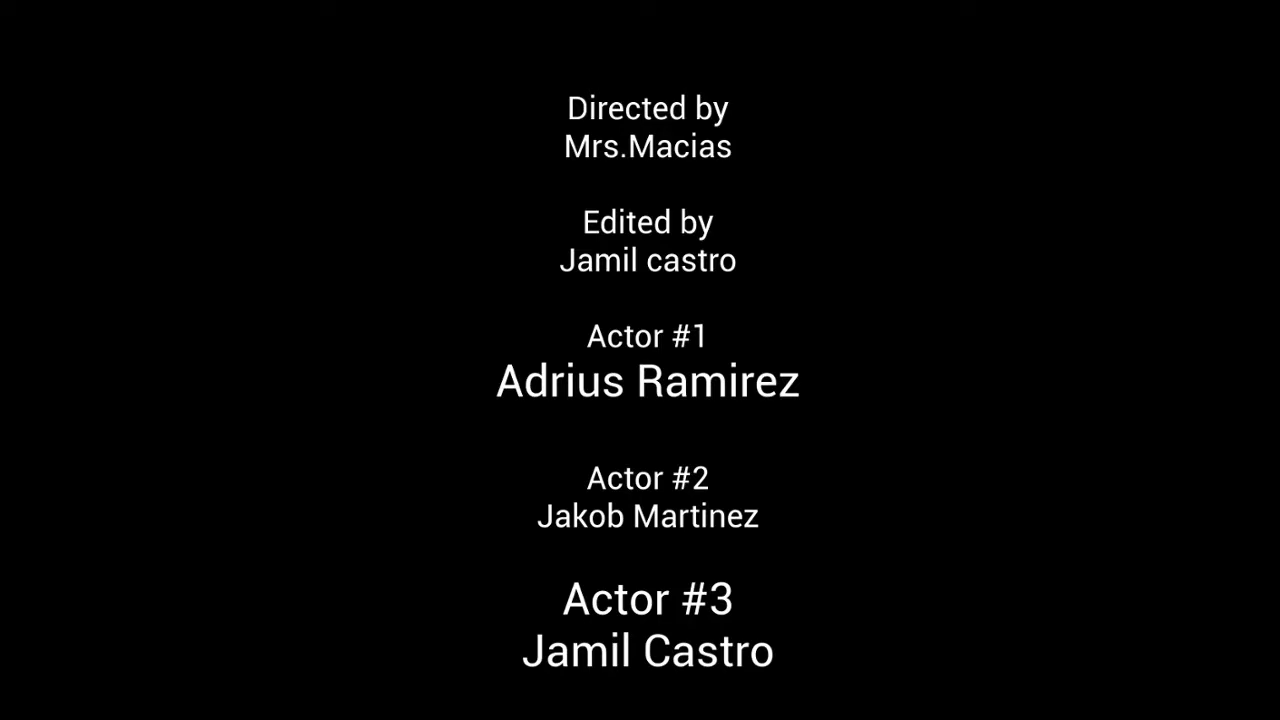 Directed by
Mrs.Macias
Edited by
Jamil castro
Actor #1
Adrius Ramirez
Actor #2
Jakob Martinez
Actor #3
Jamil Castro